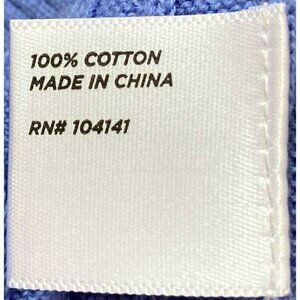 100% COTTON
MADE IN CHINA
RN# 104141